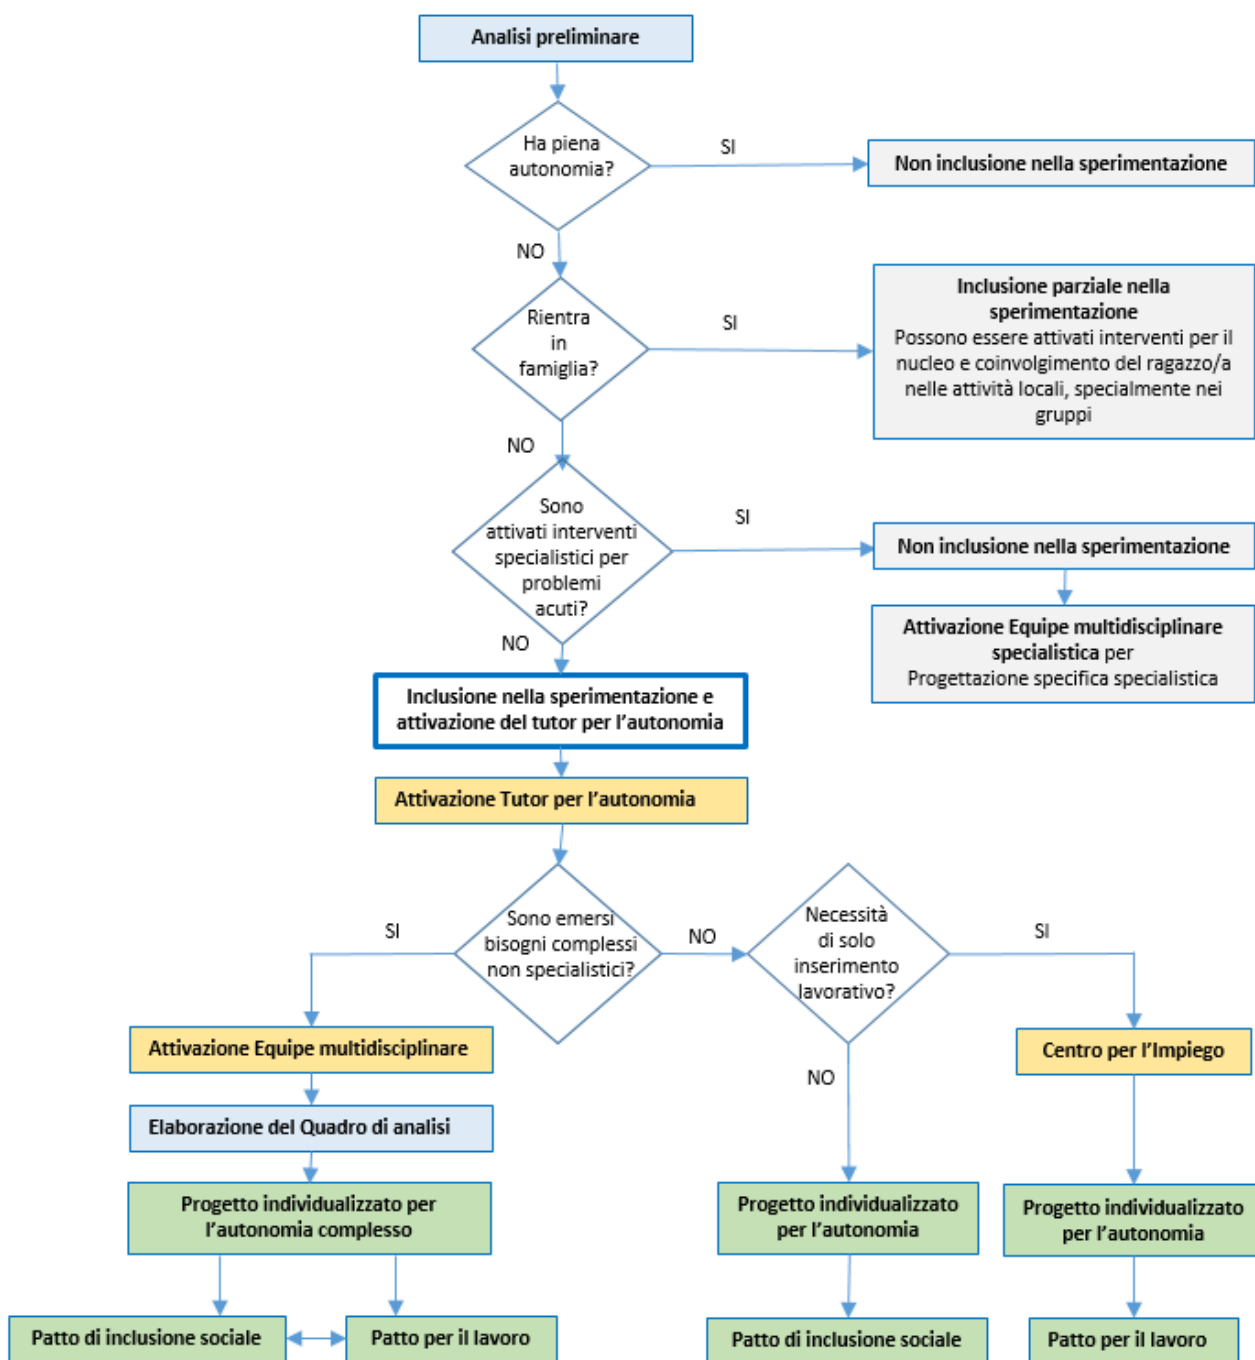 Analisi preliminare
Ha piena
autonomia?
SI
Non inclusione nella sperimentazione
NO
Rientra
in
famiglia?
SI
Inclusione parziale nella
sperimentazione
Possono essere attivati interventi per il
nucleo e coinvolgimento del ragazzo/a
nelle attività locali, specialmente nei
gruppi
NO
Sono
attivati interventi
specialistici per
problemi
acuti?
SI
Non inclusione nella sperimentazione
Attivazione Equipe multidisciplinare
specialistica per
Progettazione specifica specialistica
NO
Inclusione nella sperimentazione e
attivazione del tutor per l'autonomia
Attivazione Tutor per l'autonomia
Sono emersi
bisogni complessi
non specialistici?
SI
NO
Necessità
di solo
inserimento
lavorativo?
SI
NO
Attivazione Equipe multidisciplinare
Centro per l'Impiego
Elaborazione del Quadro di analisi
Progetto individualizzato per
l'autonomia complesso
Progetto individualizzato
per l'autonomia
Progetto individualizzato
per l'autonomia
Patto di inclusione sociale
Patto per il lavoro
Patto di inclusione sociale
Patto per il lavoro